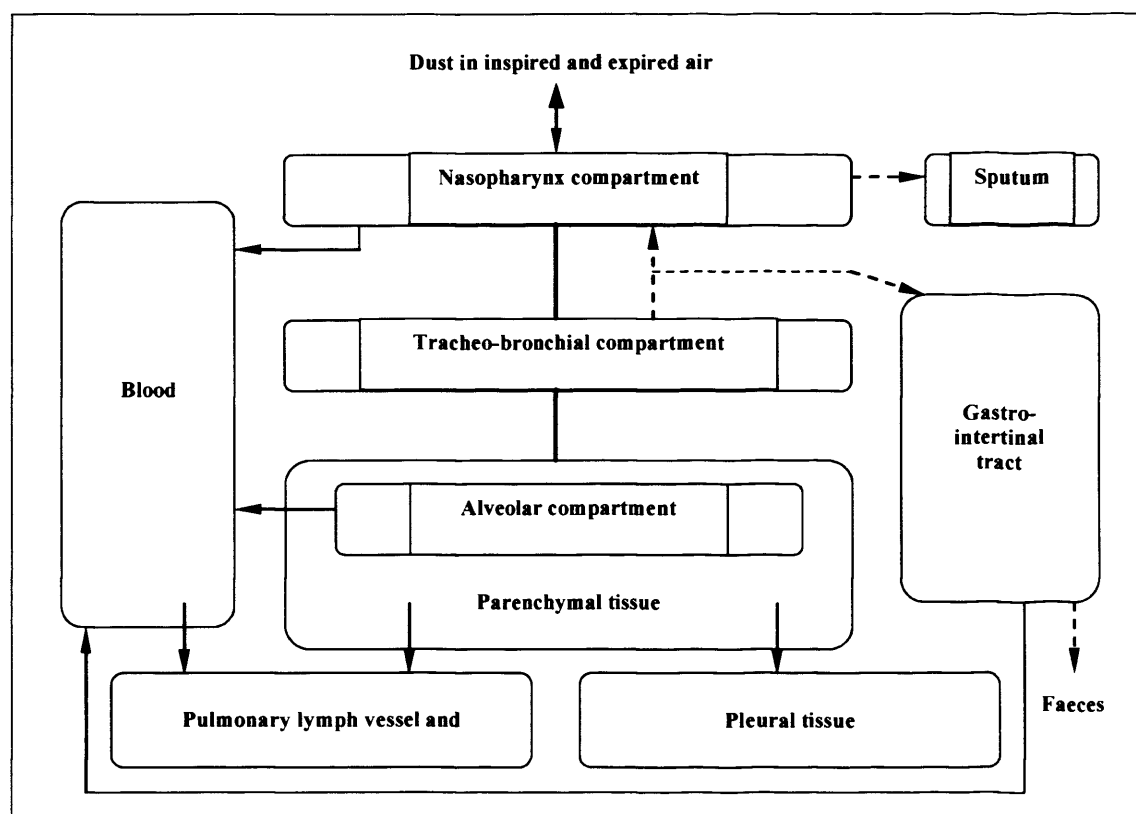 Dust in inspired and expired air
Nasopharynx compartment
Sputum
Tracheo-bronchial compartment
Blood
Gastro-
intertinal
tract
Alveolar compartment
Parenchymal tissue
Pulmonary lymph vessel and
Pleural tissue
Faeces